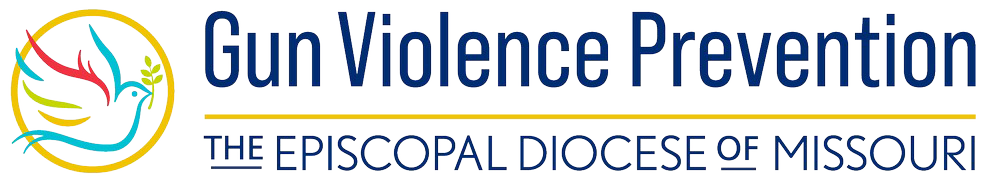 Gun Violence Prevention
THE EPISCOPAL DIOCESE OF MISSOURI